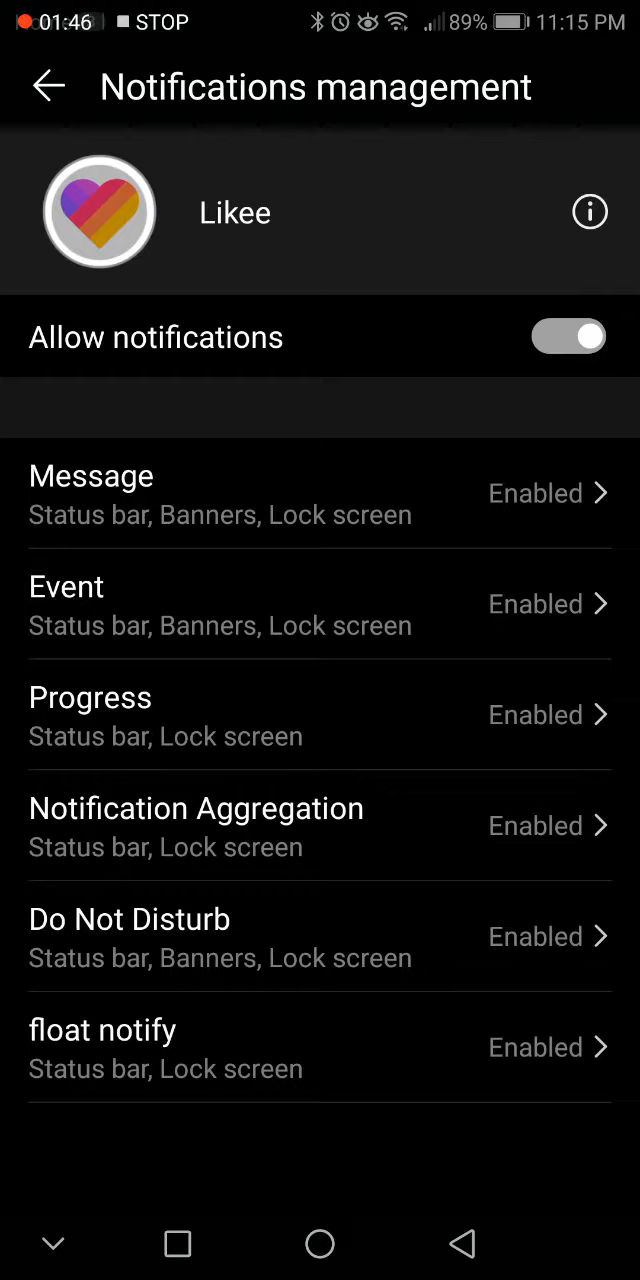 01:46 STOP 89% 11:15 PM
Notifications management
Likee
Allow notifications
Message
Status bar, Banners, Lock screen
Enabled
Event
Status bar, Banners, Lock screen
Enabled
Progress
Status bar, Lock screen
Enabled
Notification Aggregation
Status bar, Lock screen
Enabled
Do Not Disturb
Status bar, Banners, Lock screen
Enabled
float notify
Status bar, Lock screen
Enabled